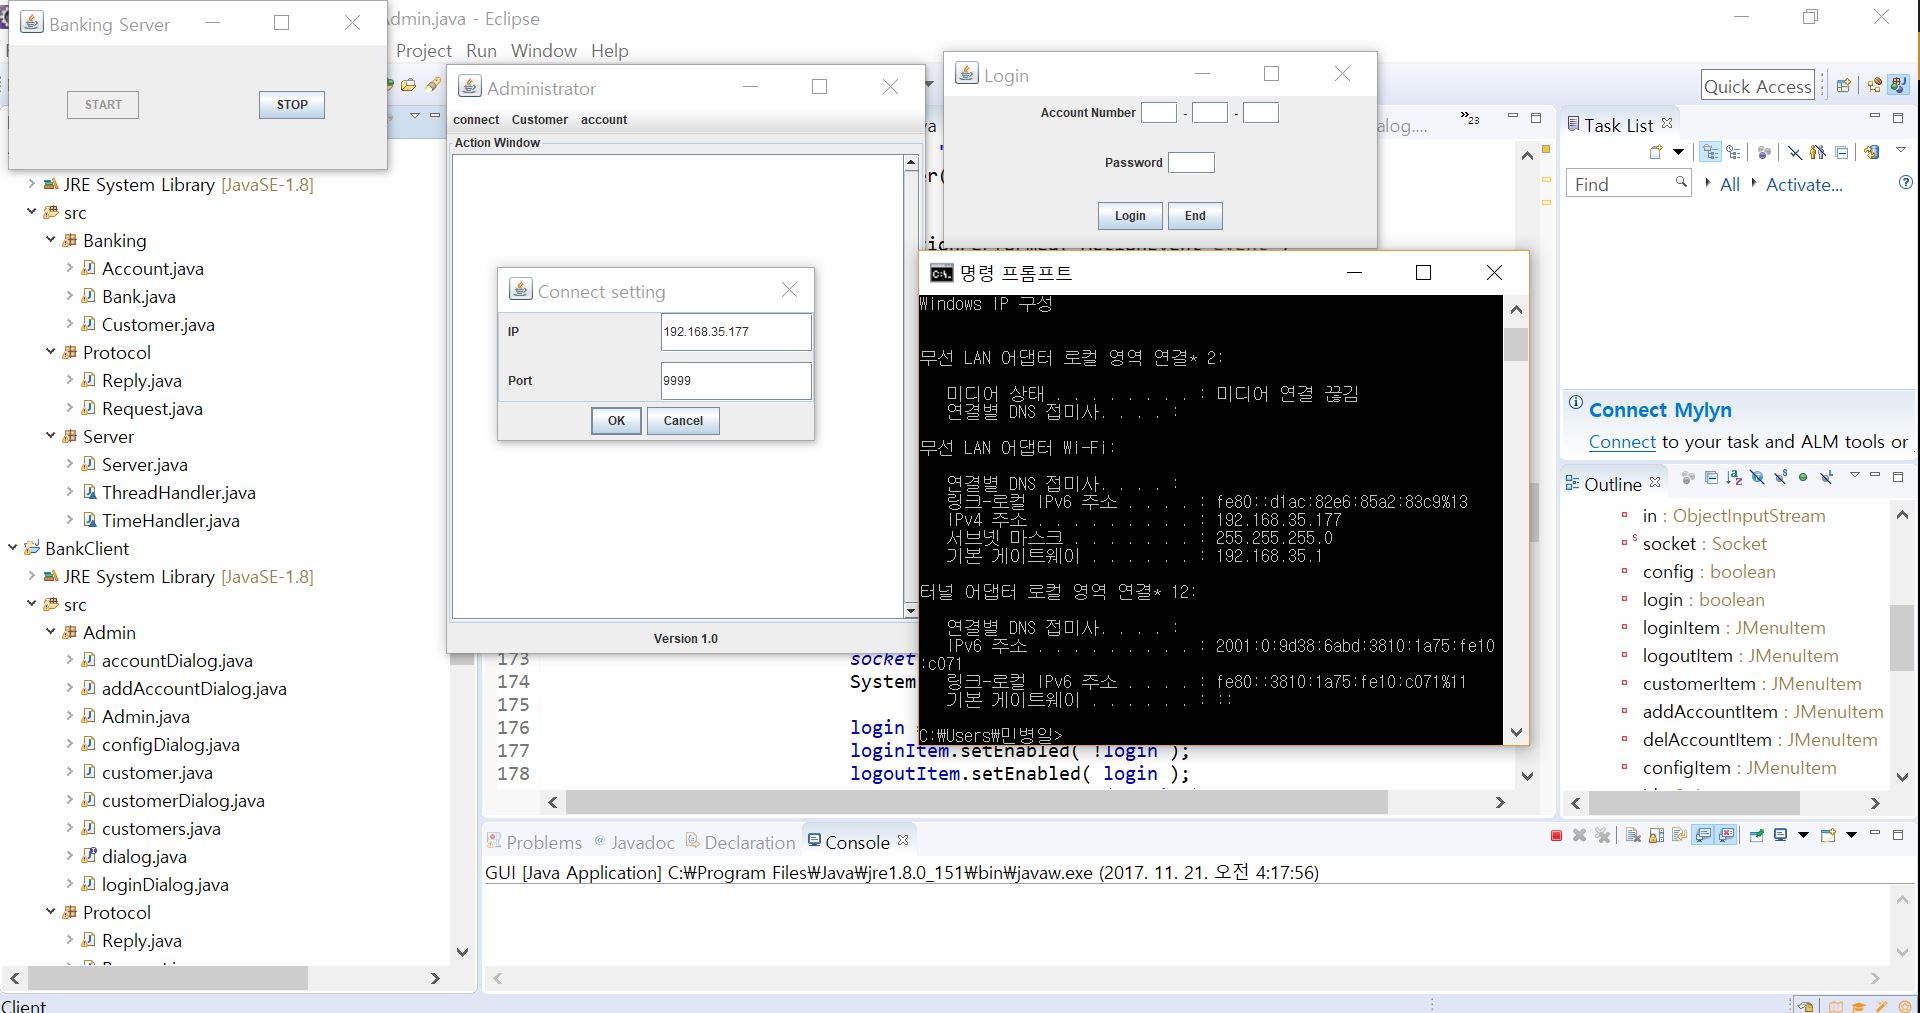 Banking Server
START
STOP
Admin.java - Eclipse
Project Run Window Help
Quick Access
Administrator
connect Customer account
Action Window
Version 1.0
Connect setting
IP 192.168.35.177
Port 9999
OK Cancel
Login
Account Number - -
Password
Login End
명령 프롬프트
Windows IP 구성
무선 LAN 어댑터 로컬 영역 연결* 2:
미디어 상태 . . . . . . . . : 미디어 연결 끊김
연결별 DNS 접미사. . . . :
무선 LAN 어댑터 Wi-Fi:
연결별 DNS 접미사. . . . :
링크-로컬 IPv6 주소 . . . . : fe80::d1ac:82e6:85a2:83c9%13
IPv4 주소 . . . . . . . . . : 192.168.35.177
서브넷 마스크 . . . . . . . : 255.255.255.0
기본 게이트웨이 . . . . . . : 192.168.35.1
터널 어댑터 로컬 영역 연결* 12:
연결별 DNS 접미사. . . . :
IPv6 주소 . . . . . . . . . : 2001:0:9d38:6abd:3810:1a75:fe10
:c071
링크-로컬 IPv6 주소 . . . . : fe80::3810:1a75:fe10:c071%11
기본 게이트웨이 . . . . . . : ::
C:₩Users₩민병일>
JRE System Library [JavaSE-1.8]
src
Banking
Account.java
Bank.java
Customer.java
Protocol
Reply.java
Request.java
Server
Server.java
ThreadHandler.java
TimeHandler.java
BankClient
JRE System Library [JavaSE-1.8]
src
Admin
accountDialog.java
addAccountDialog.java
Admin.java
configDialog.java
customer.java
customerDialog.java
customers.java
dialog.java
loginDialog.java
Protocol
Reply.java
Client
alog....
»23
173 socket
174 System
175
176 login
177 loginItem.setEnabled( !login );
178 logoutItem.setEnabled( login );
Problems @ Javadoc Declaration Console
GUI [Java Application] C:₩Program Files₩Java₩jre1.8.0_151₩bin₩javaw.exe (2017. 11. 21. 오전 4:17:56)
Task List
Find All Activate...
Connect Mylyn
Connect to your task and ALM tools or
Outline
in : ObjectInputStream
socket : Socket
config : boolean
login : boolean
loginItem : JMenuItem
logoutItem : JMenuItem
customerItem : JMenuItem
addAccountItem : JMenuItem
delAccountItem : JMenuItem
configItem : JMenuItem